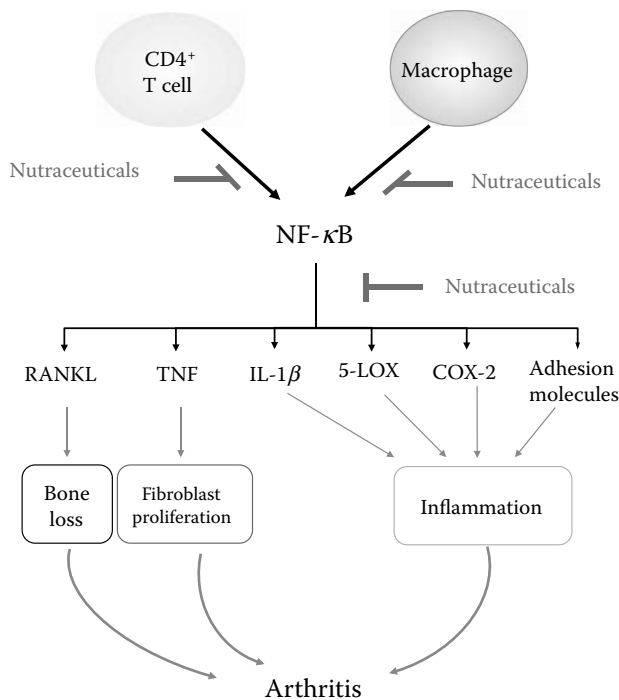 CD4+
T cell
Macrophage
Nutraceuticals
Nutraceuticals
NF-κB
Nutraceuticals
RANKL
TNF
IL-1β
5-LOX
COX-2
Adhesion
molecules
Bone
loss
Fibroblast
proliferation
Inflammation
Arthritis